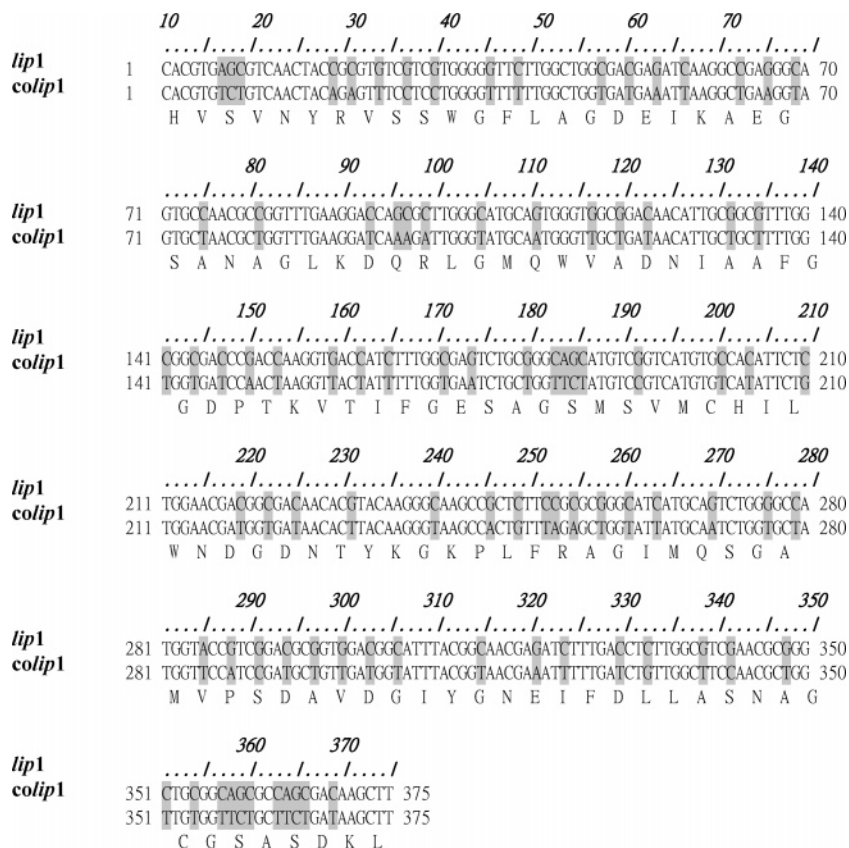 10 20 30 40 50 60 70
/..../..../..../..../..../..../..../..../..../..../..../..../..../..../
lip1 1 CACGTGAGCGTCAACTACCGCGTGTCGTCGTGGGGGTTCTTGGCTGGCGACGAGATCAAGGCCGAGGGCA 70
colip1 1 CACGTGTCTGTCAACTACAGAGTTTCCTCCTGGGGTTTTTTGGCTGGTGATGAAATTAAGGCTGAAGGTA 70
H V S V N Y R V S S W G F L A G D E I K A E G
80 90 100 110 120 130 140
/..../..../..../..../..../..../..../..../..../..../..../..../..../..../
lip1 71 GTGCCAACGCCGGTTTGAAGGACCAGCGCTTGGGCATGCAGTGGGTGGCGGACAACATTGCGGCGTTTGG 140
colip1 71 GTGCTAACGCTGGTTTGAAGGATCAAAGATTGGGTATGCAATGGGTTGCTGATAACATTGCTGCTTTTGG 140
S A N A G L K D Q R L G M Q W V A D N I A A F G
150 160 170 180 190 200 210
/..../..../..../..../..../..../..../..../..../..../..../..../..../..../
lip1 141 CGGCGACCCGACCAAGGTGACCATCTTTGGCGAGTCTGCGGGCAGCATGTCGGTCATGTGCCACATTCTC 210
colip1 141 TGGTGATCCAACTAAGGTTACTATTTTTGGTGAATCTGCTGGTTCTATGTCCGTCATGTGTCATATTCTG 210
G D P T K V T I F G E S A G S M S V M C H I L
220 230 240 250 260 270 280
/..../..../..../..../..../..../..../..../..../..../..../..../..../..../
lip1 211 TGGAACGACGGCGACAACACGTACAAGGGCAAGCCGCTCTTCCGCGCGGGCATCATGCAGTCTGGGGCCA 280
colip1 211 TGGAACGATGGTGATAACACTTACAAGGGTAAGCCACTGTTTAGAGCTGGTATTATGCAATCTGGTGCTA 280
W N D G D N T Y K G K P L F R A G I M Q S G A
290 300 310 320 330 340 350
/..../..../..../..../..../..../..../..../..../..../..../..../..../..../
lip1 281 TGGTACCGTCGGACGCGGTGGACGGCATTTACGGCAACGAGATCTTTGACCTCTTGGCGTCGAACGCGGG 350
colip1 281 TGGTTCCATCCGATGCTGTTGATGGTATTTACGGTAACGAAATTTTTGATCTGTTGGCTTCCAACGCTGG 350
M V P S D A V D G I Y G N E I F D L L A S N A G
360 370
/..../..../..../..../..../
lip1 351 CTGCGGCAGCGCCAGCGACAAGCTT 375
colip1 351 TTGTGGTTCTGCTTCTGATAAGCTT 375
C G S A S D K L